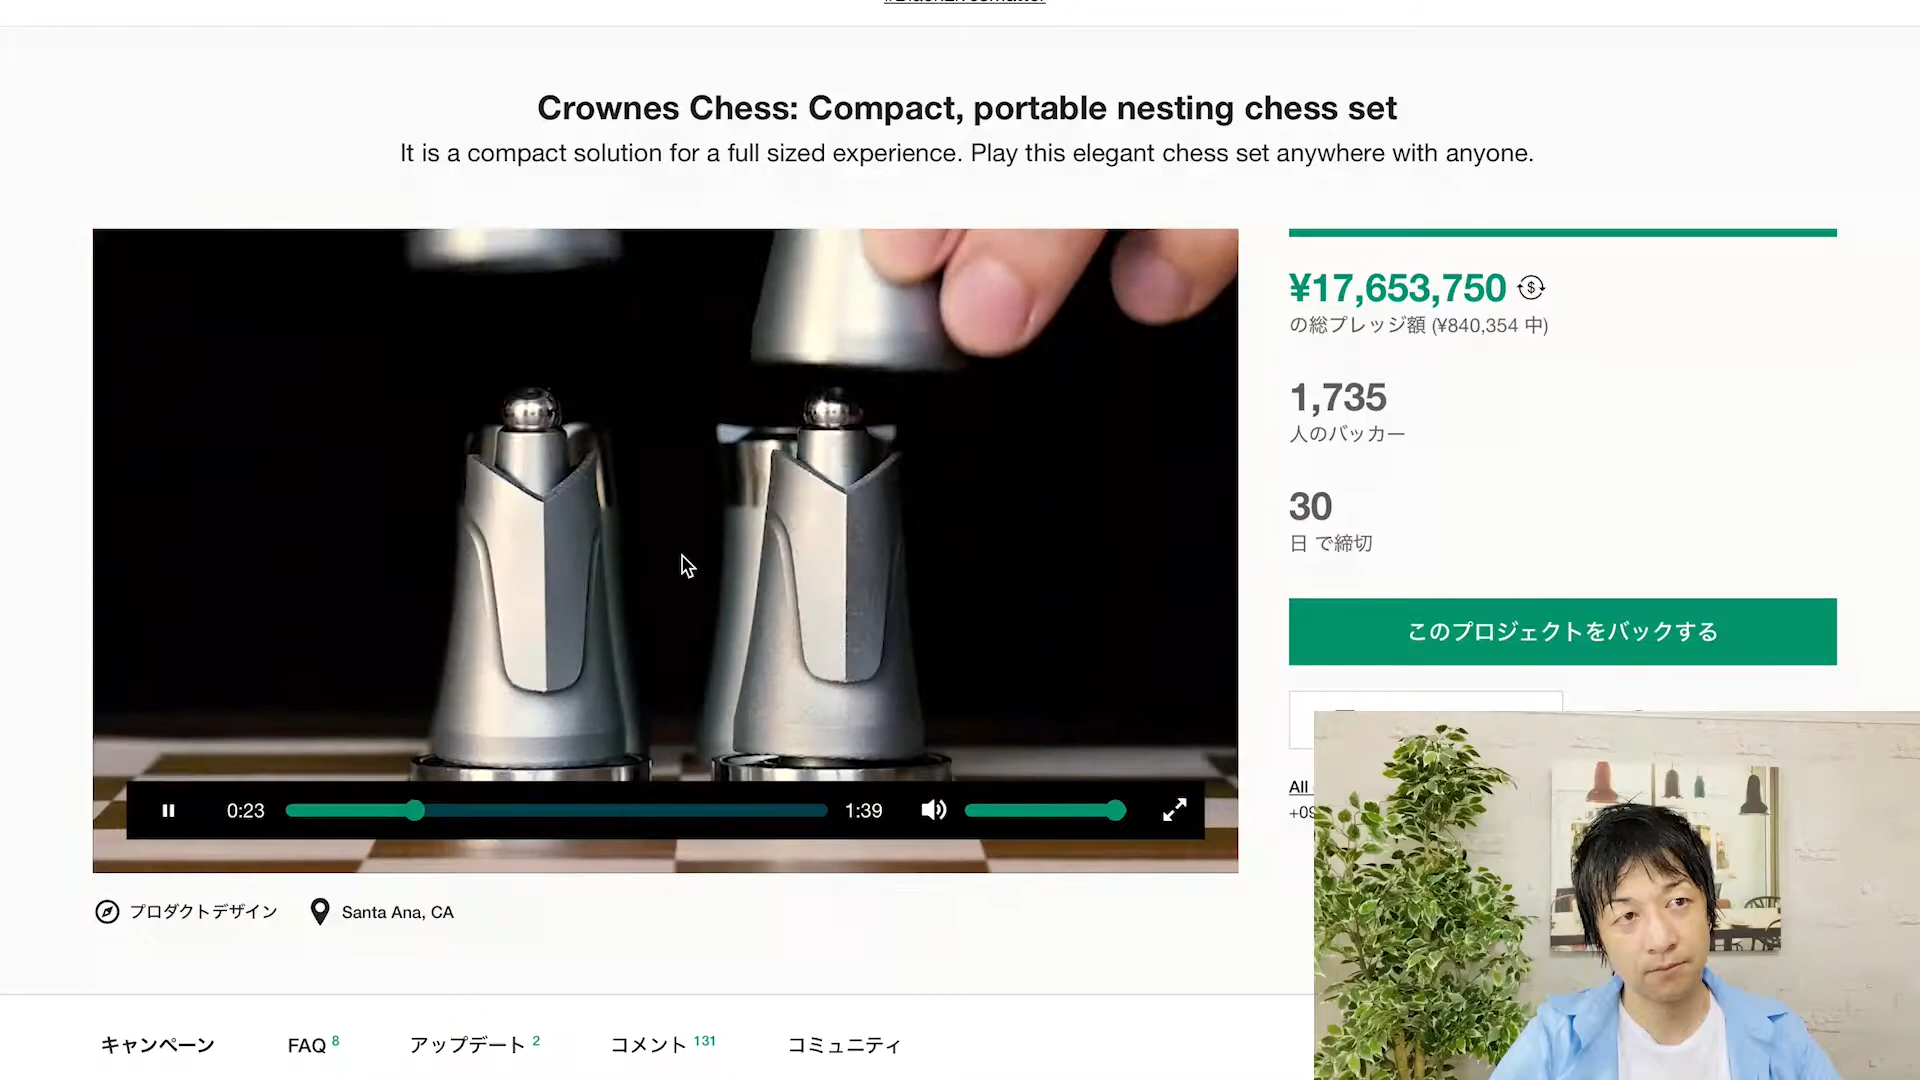 Crownes Chess: Compact, portable nesting chess set
It is a compact solution for a full sized experience. Play this elegant chess set anywhere with anyone.
¥17,653,750
の総プレッジ額 (¥840,354 中)
1,735
人のバッカー
30
日 で締切
このプロジェクトをバックする
All
0:23
1:39
プロダクトデザイン
Santa Ana, CA
キャンペーン
FAQ 8
アップデート 2
コメント 131
コミュニティ